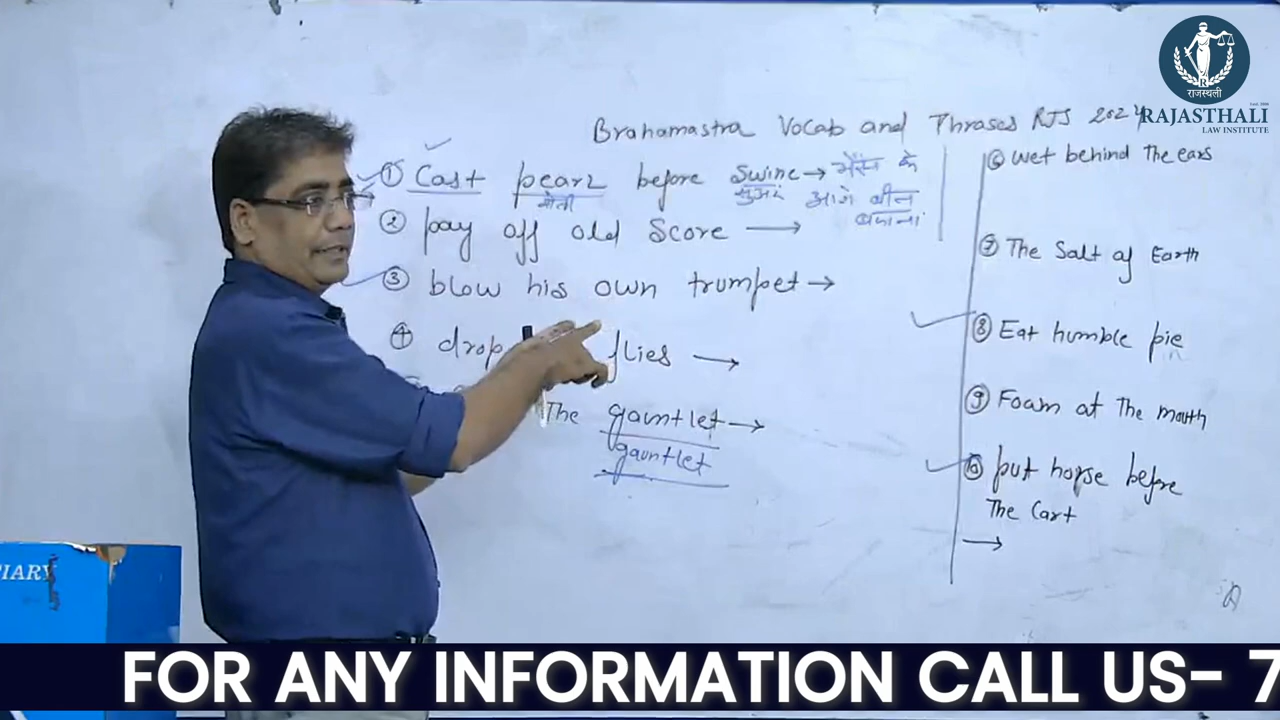 राजस्थली
Estd. 2005
RAJASTHALI
LAW INSTITUTE
Brahamastra Vocab and Phrases RJS 2024
① Cast pearl before Swine → भैंस के
मोती सुअर आगे बीन
बजाना
② pay off old Score →
③ blow his own trumpet →
④ drop flies →
The gauntlet →
gauntlet
⑥ wet behind The ears
⑦ The Salt of Earth
⑧ Eat humble pie
⑨ Foam at The mouth
⑩ put horse before
The Cart
→
IARY
FOR ANY INFORMATION CALL US- 7